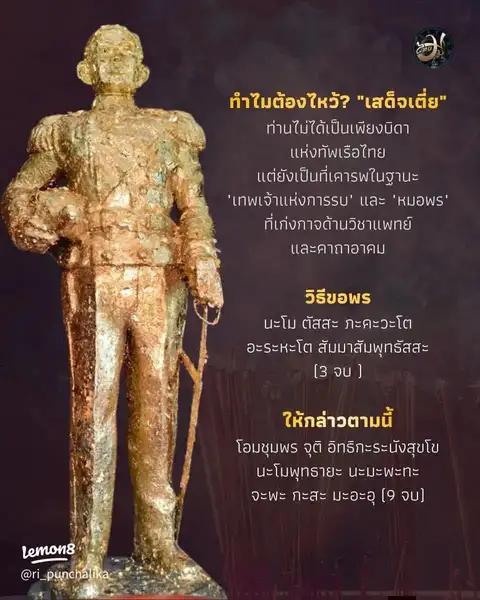 ทำไมต้องไหว้? "เสด็จเตี่ย"
ท่านไม่ได้เป็นเพียงบิดา
แห่งทัพเรือไทย
แต่ยังเป็นที่เคารพในฐานะ
'เทพเจ้าแห่งการรบ' และ 'หมอพร'
ที่เก่งกาจด้านวิชาแพทย์
และคาถาอาคม
วิธีขอพร
นะโม ตัสสะ ภะคะวะโต
อะระหะโต สัมมาสัมพุทธัสสะ
(3 จบ )
ให้กล่าวตามนี้
โอมชุมพร จุติ อิทธิกะระนังสุขโข
นะโมพุทธายะ นะมะพะทะ
จะพะ กะสะ มะอะอุ (9 จบ)
lemon8
@ri_punchalika